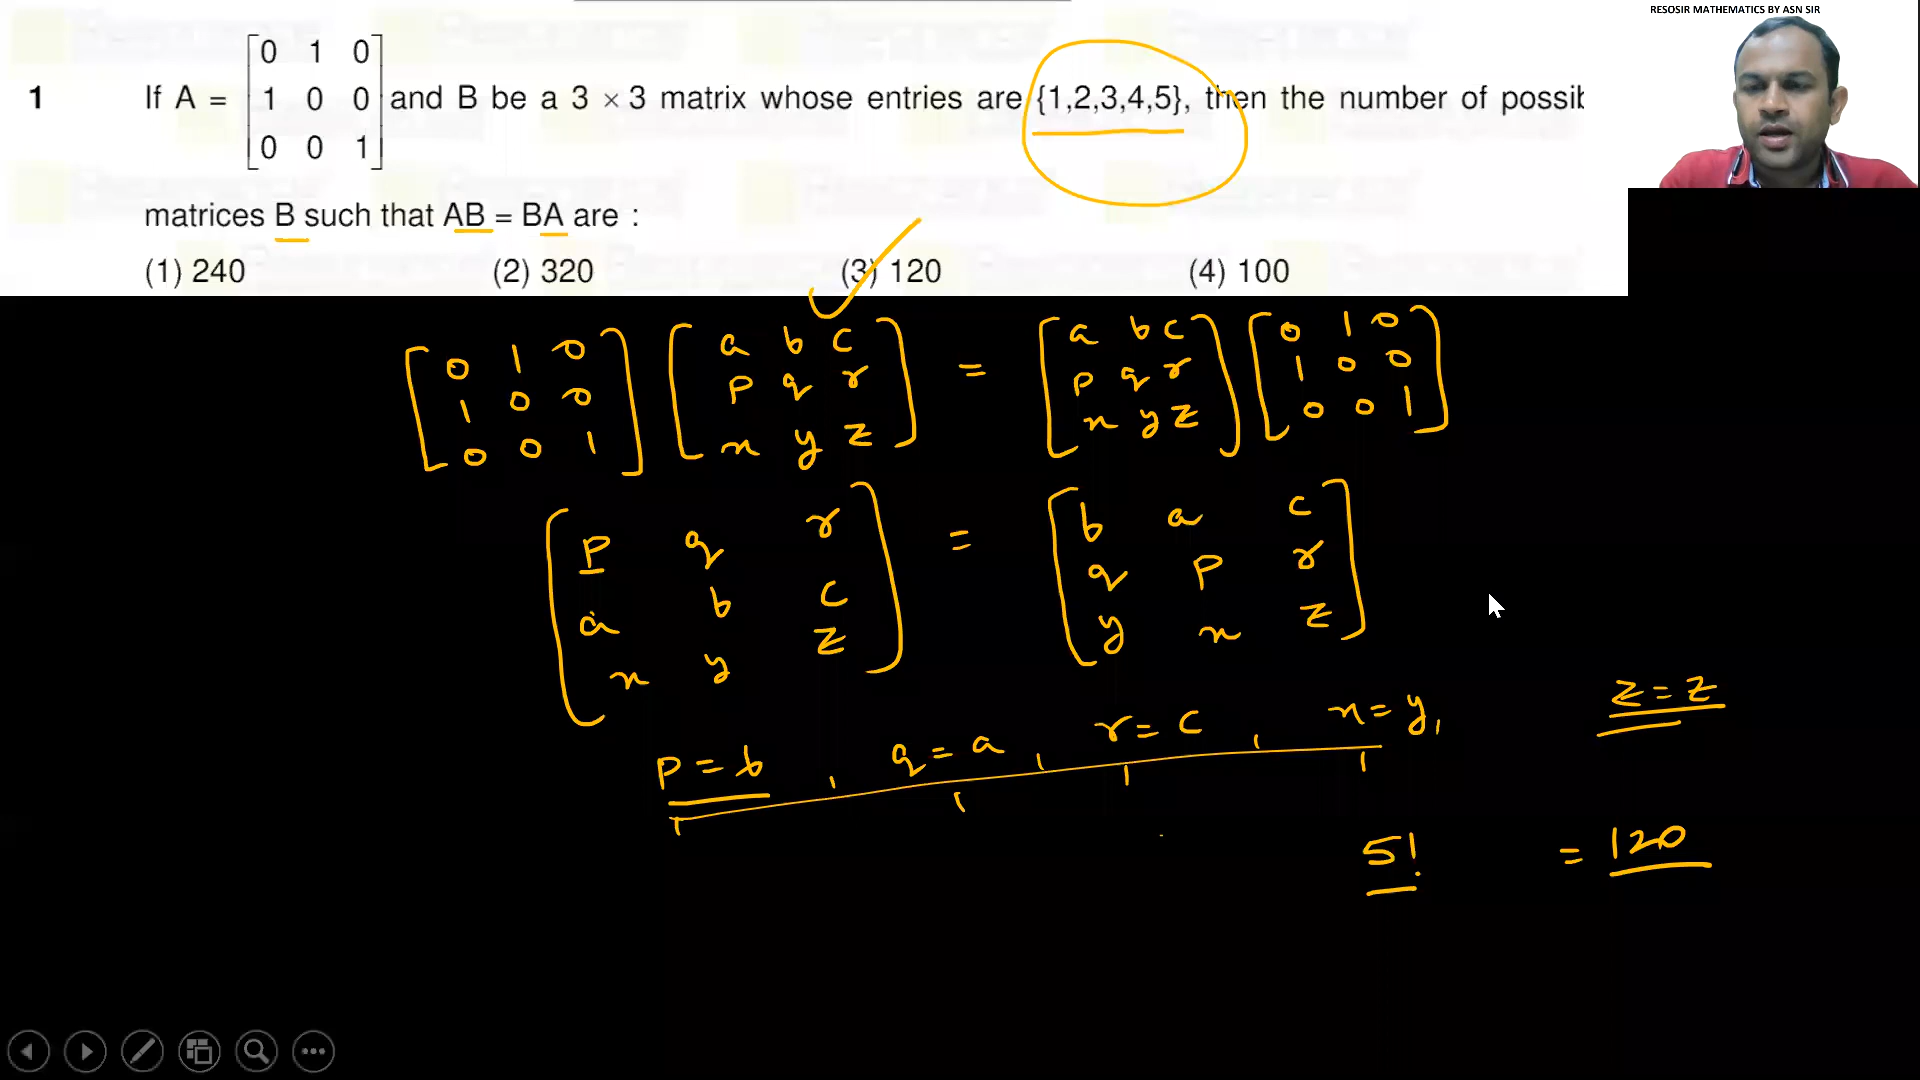 RESOSIR MATHEMATICS BY ASN SIR
1 If A = [0 1 0
1 0 0
0 0 1] and B be a 3 × 3 matrix whose entries are {1,2,3,4,5}, then the number of possib
matrices B such that AB = BA are :
(1) 240 (2) 320 (3) 120 (4) 100
[0 1 0 [a b c = [a b c [0 1 0
1 0 0 p q r p q r 1 0 0
0 0 1] x y z] x y z] 0 0 1]
[p q r = [b a c
a b c q p r
x y z] y x z]
p = b, q = a, r = c, x = y, z = z
5! = 120